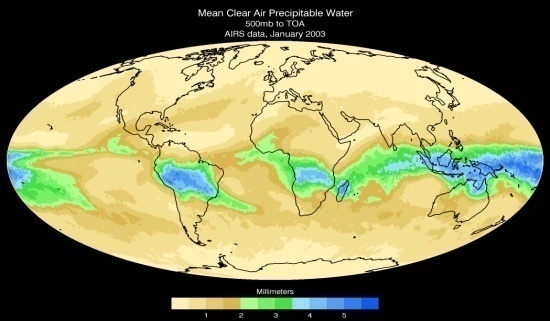 Mean Clear Air Precipitable Water
500mb to TOA
AIRS data, January 2003
Millimeters
1 2 3 4 5